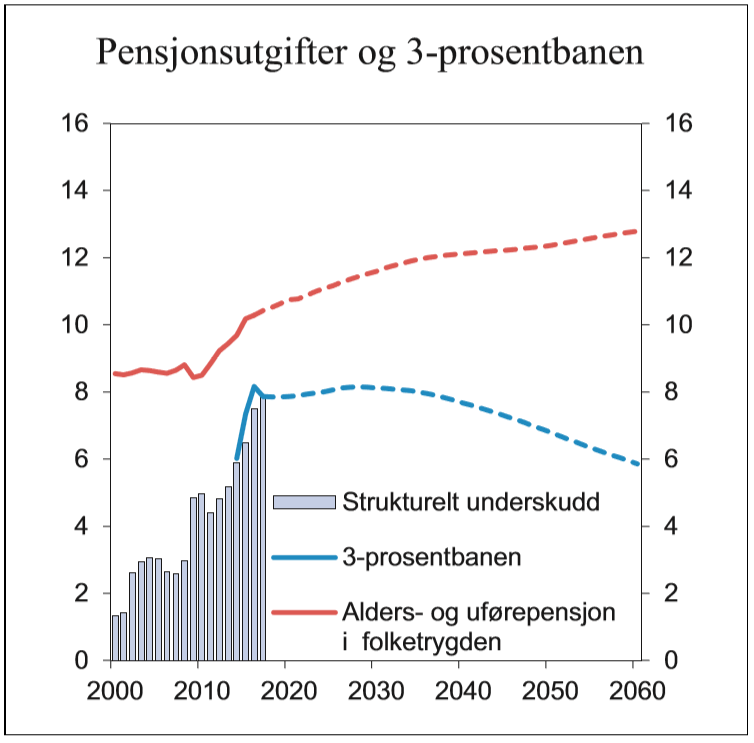 Pensjonsutgifter og 3-prosentbanen
16 16
14 14
12 12
10 10
8 8
6 6
4 4
2 2
0 0
Strukturelt underskudd
3-prosentbanen
Alders- og uførepensjon
i folketrygden
2000 2010 2020 2030 2040 2050 2060